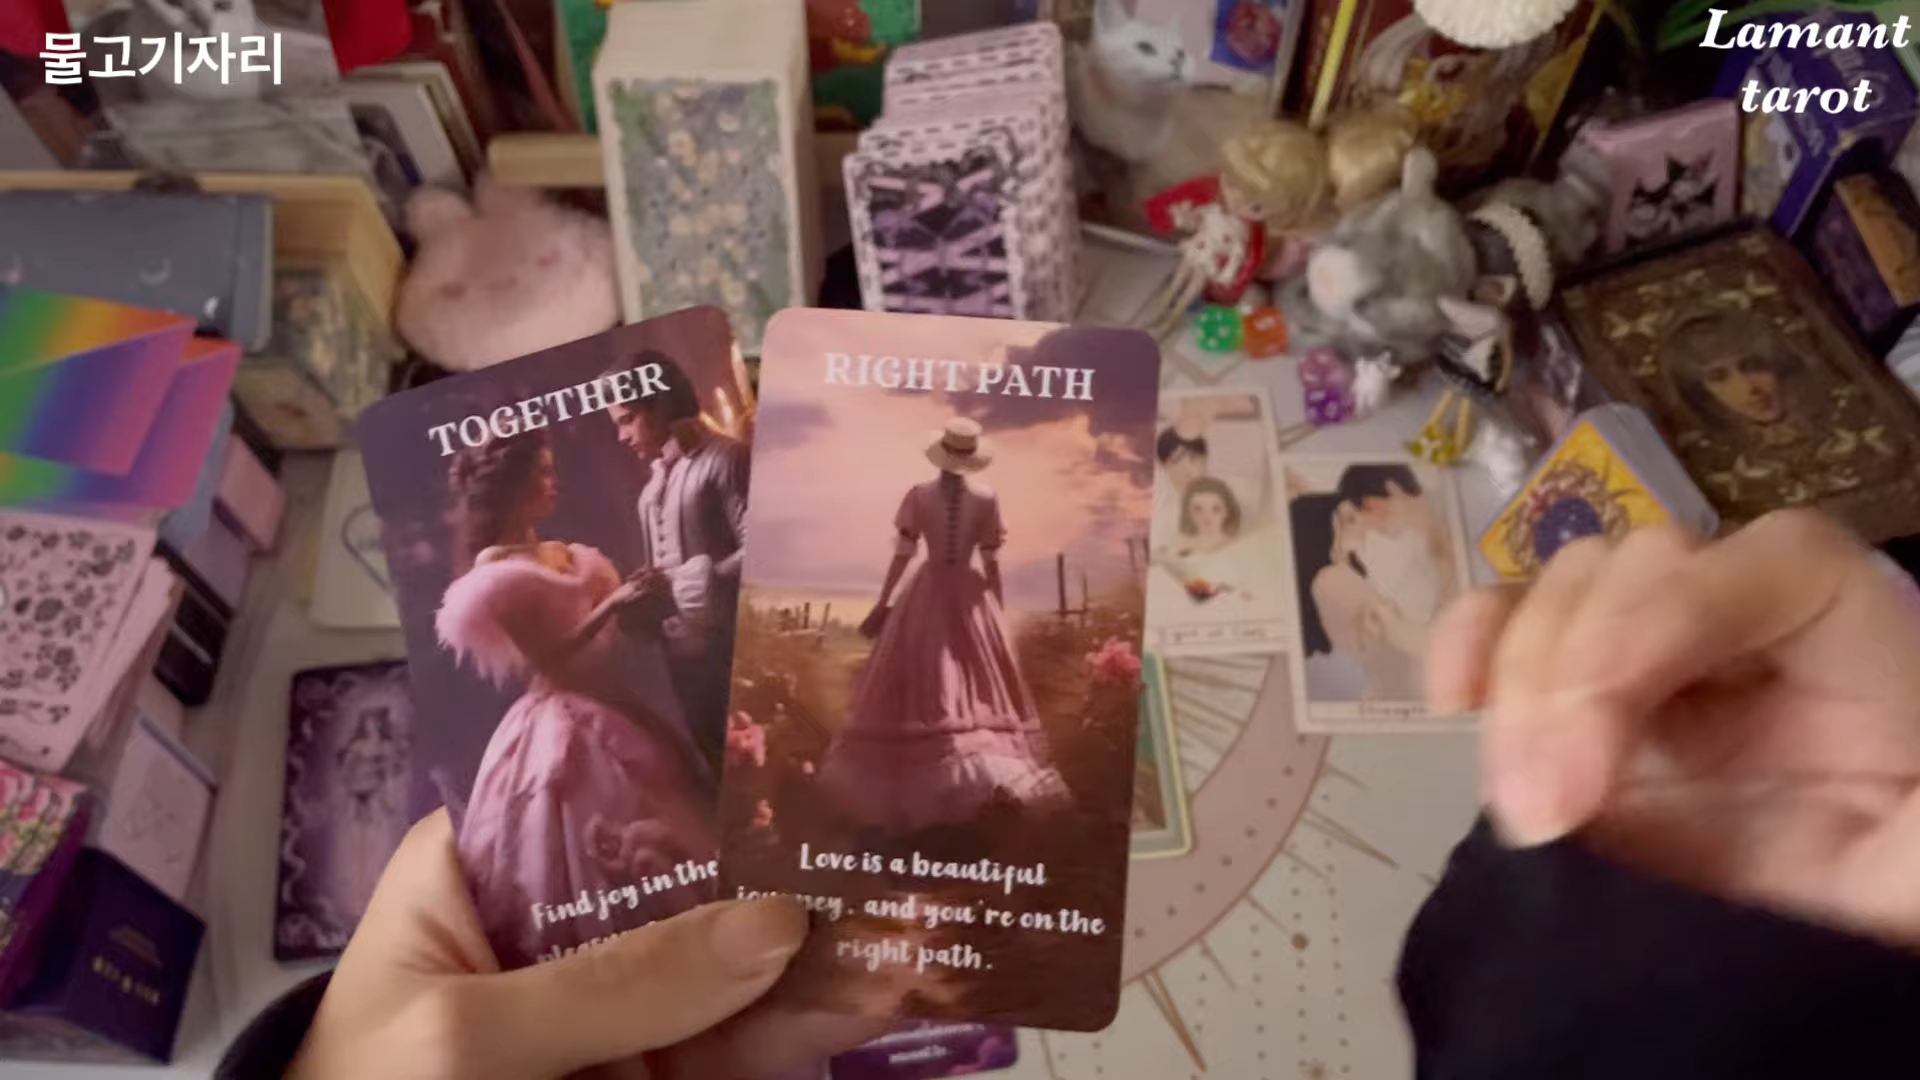 물고기자리
Lamant
tarot
TOGETHER
Find joy in the
RIGHT PATH
Love is a beautiful
and you're on the
right path.
Strength